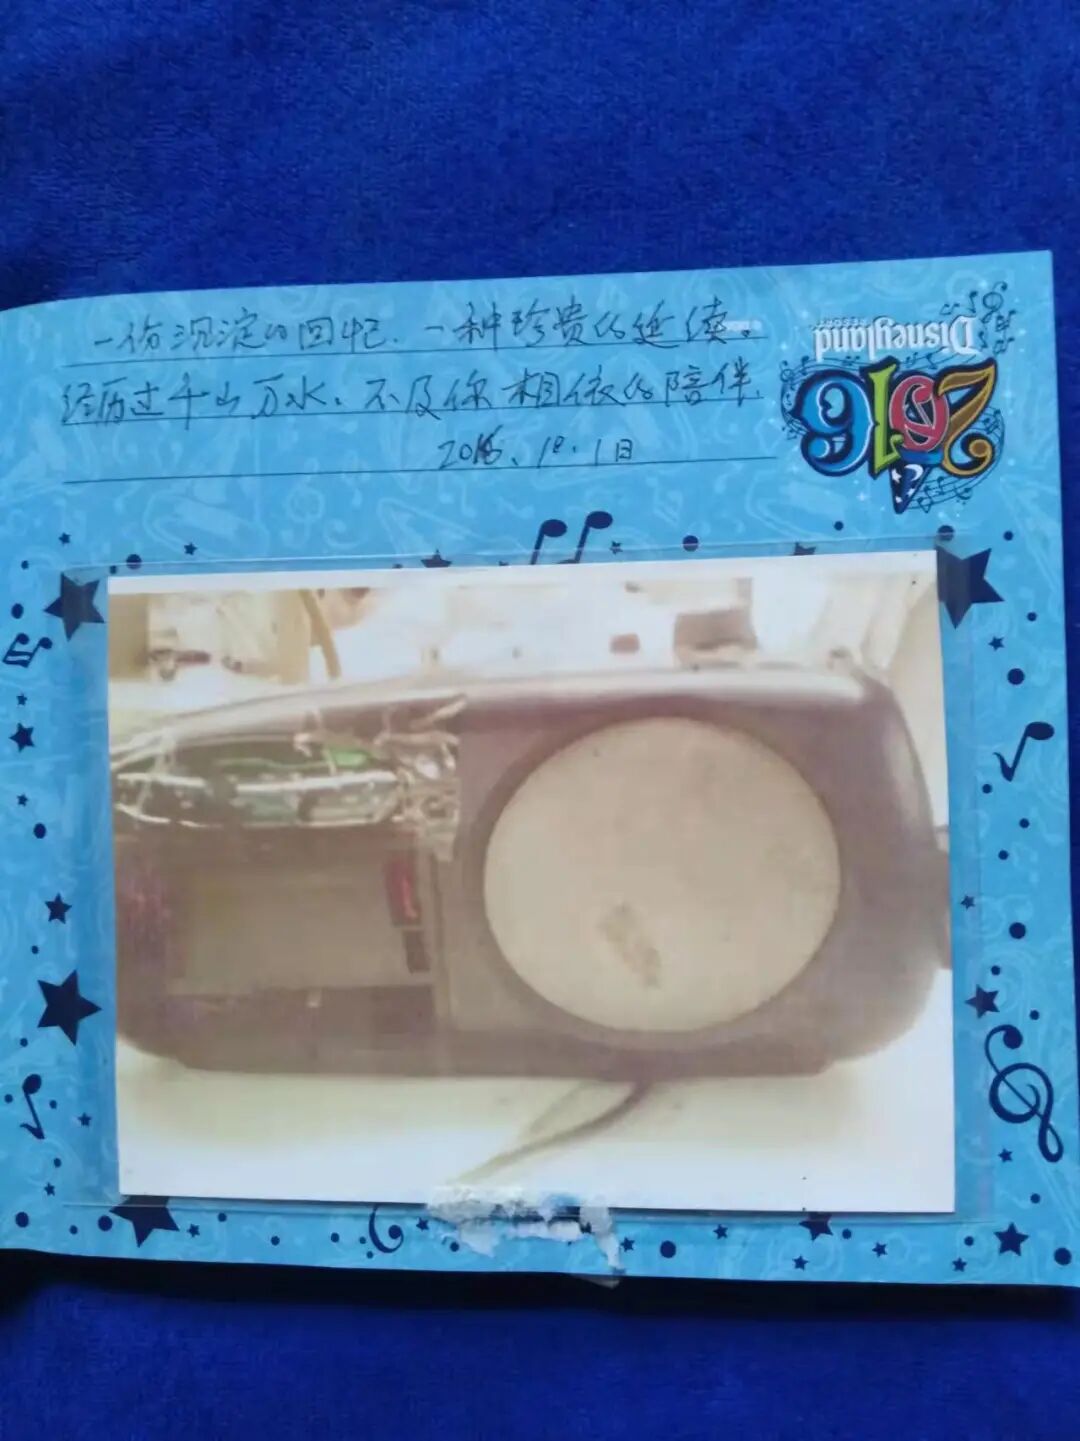 一份沉淀的回忆、一种珍贵的延续。
经历过千山万水、不及你相依的陪伴.
2016、10.1日
Disneyland
RESORT
2016